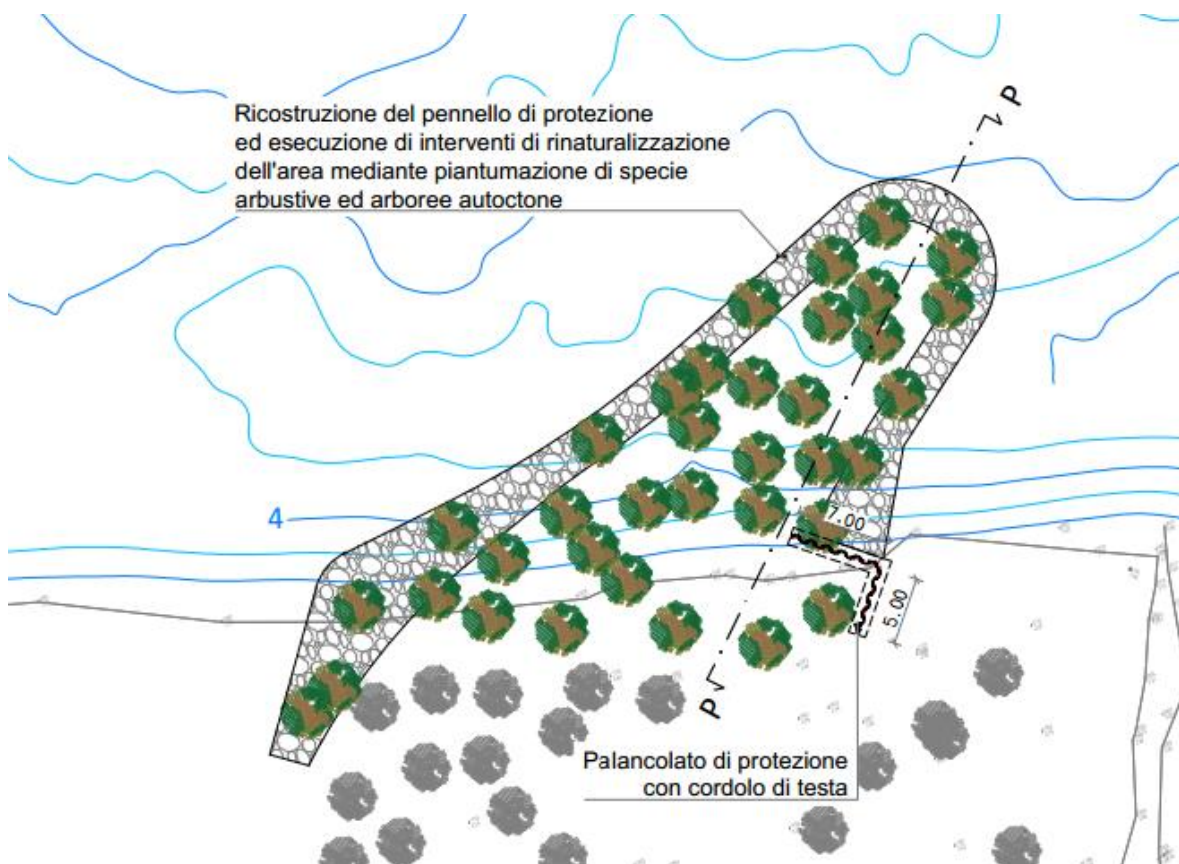 Ricostruzione del pennello di protezione
ed esecuzione di interventi di rinaturalizzazione
dell'area mediante piantumazione di specie
arbustive ed arboree autoctone
P
4
7.00
5.00
P
Palancolato di protezione
con cordolo di testa